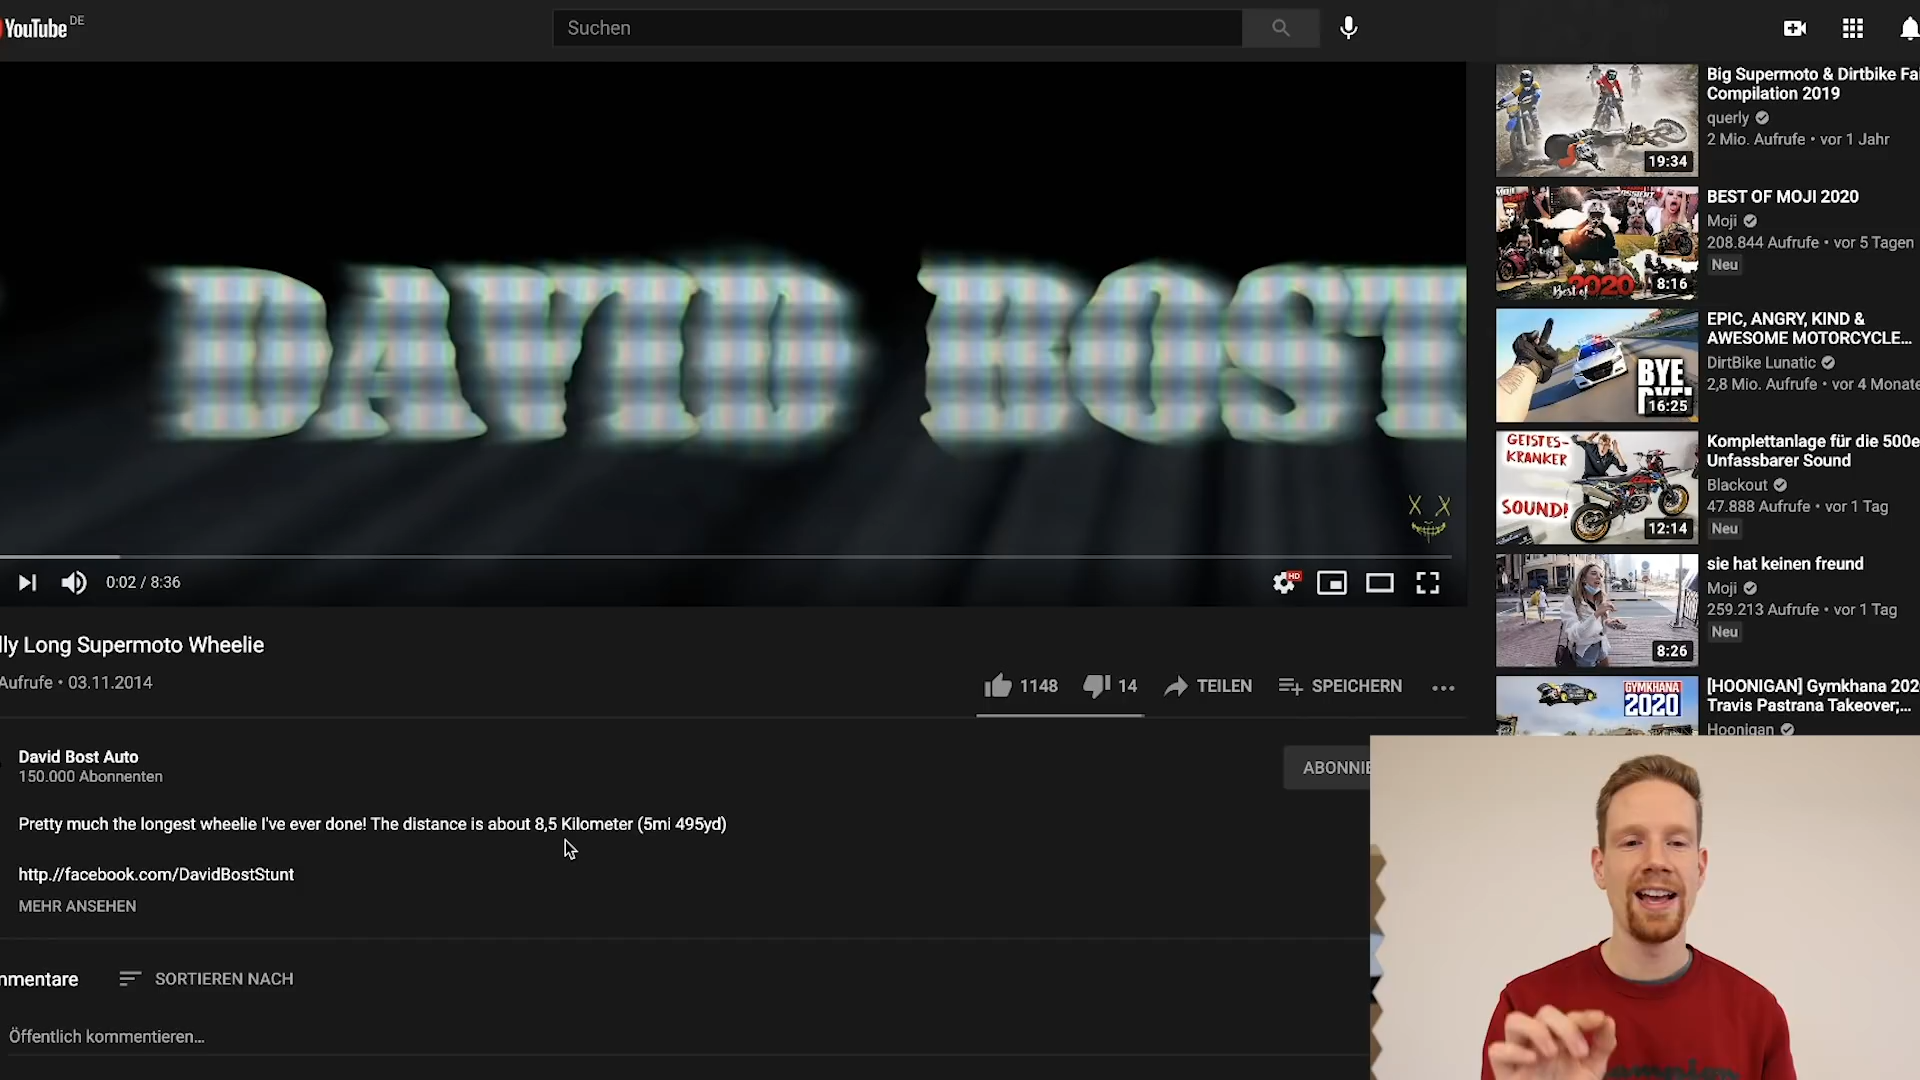 YouTube DE
Suchen
DAVID BOST
HD
0:02 / 8:36
lly Long Supermoto Wheelie
Aufrufe • 03.11.2014
1148
14
TEILEN
SPEICHERN
David Bost Auto
150.000 Abonnenten
ABONNIE
Pretty much the longest wheelie I've ever done! The distance is about 8,5 Kilometer (5mi 495yd)
http://facebook.com/DavidBostStunt
MEHR ANSEHEN
mmentare
SORTIEREN NACH
Öffentlich kommentieren...
19:34
Big Supermoto & Dirtbike Fai
Compilation 2019
querly
2 Mio. Aufrufe • vor 1 Jahr
Best of 2020
8:16
BEST OF MOJI 2020
Moji
208.844 Aufrufe • vor 5 Tagen
Neu
BYE
16:25
EPIC, ANGRY, KIND &
AWESOME MOTORCYCLE...
DirtBike Lunatic
2,8 Mio. Aufrufe • vor 4 Monate
GEISTES-
KRANKER
SOUND!
12:14
Komplettanlage für die 500e
Unfassbarer Sound
Blackout
47.888 Aufrufe • vor 1 Tag
Neu
8:26
sie hat keinen freund
Moji
259.213 Aufrufe • vor 1 Tag
Neu
GYMKHANA
2020
[HOONIGAN] Gymkhana 202
Travis Pastrana Takeover;...
Hoonigan